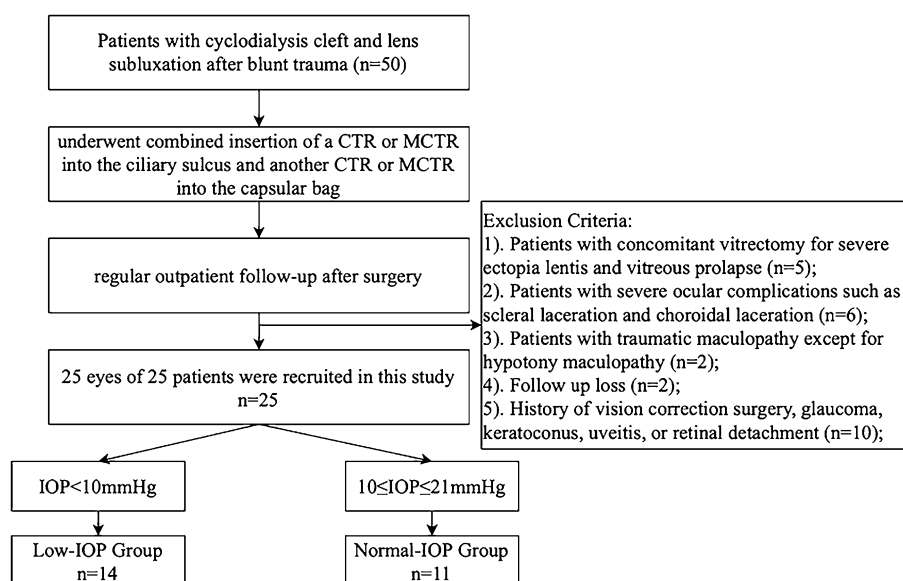 Patients with cyclodialysis cleft and lens
subluxation after blunt trauma (n=50)
underwent combined insertion of a CTR or MCTR
into the ciliary sulcus and another CTR or MCTR
into the capsular bag
regular outpatient follow-up after surgery
Exclusion Criteria:
1). Patients with concomitant vitrectomy for severe
ectopia lentis and vitreous prolapse (n=5);
2). Patients with severe ocular complications such as
scleral laceration and choroidal laceration (n=6);
3). Patients with traumatic maculopathy except for
hypotony maculopathy (n=2);
4). Follow up loss (n=2);
5). History of vision correction surgery, glaucoma,
keratoconus, uveitis, or retinal detachment (n=10);
25 eyes of 25 patients were recruited in this study
n=25
IOP<10mmHg
10≤IOP≤21mmHg
Low-IOP Group
n=14
Normal-IOP Group
n=11